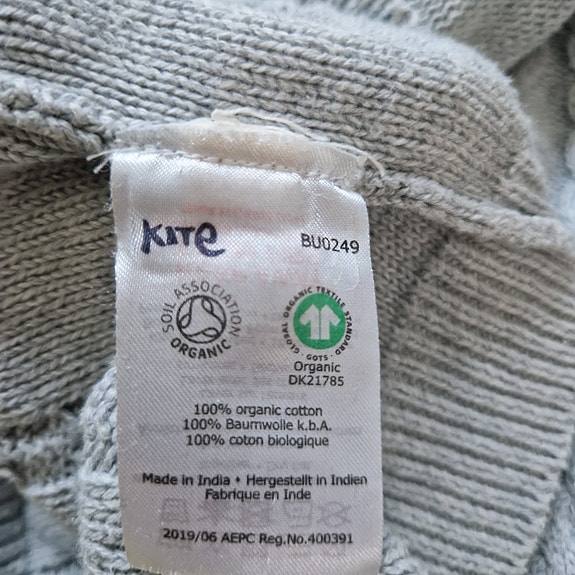 KITe
BU0249
SOIL ASSOCIATION
ORGANIC
GLOBAL ORGANIC TEXTILE STANDARD
· GOTS ·
Organic
DK21785
100% organic cotton
100% Baumwolle k.b.A.
100% coton biologique
Made in India • Hergestellt in Indien
Fabrique en Inde
2019/06 AEPC Reg.No.400391